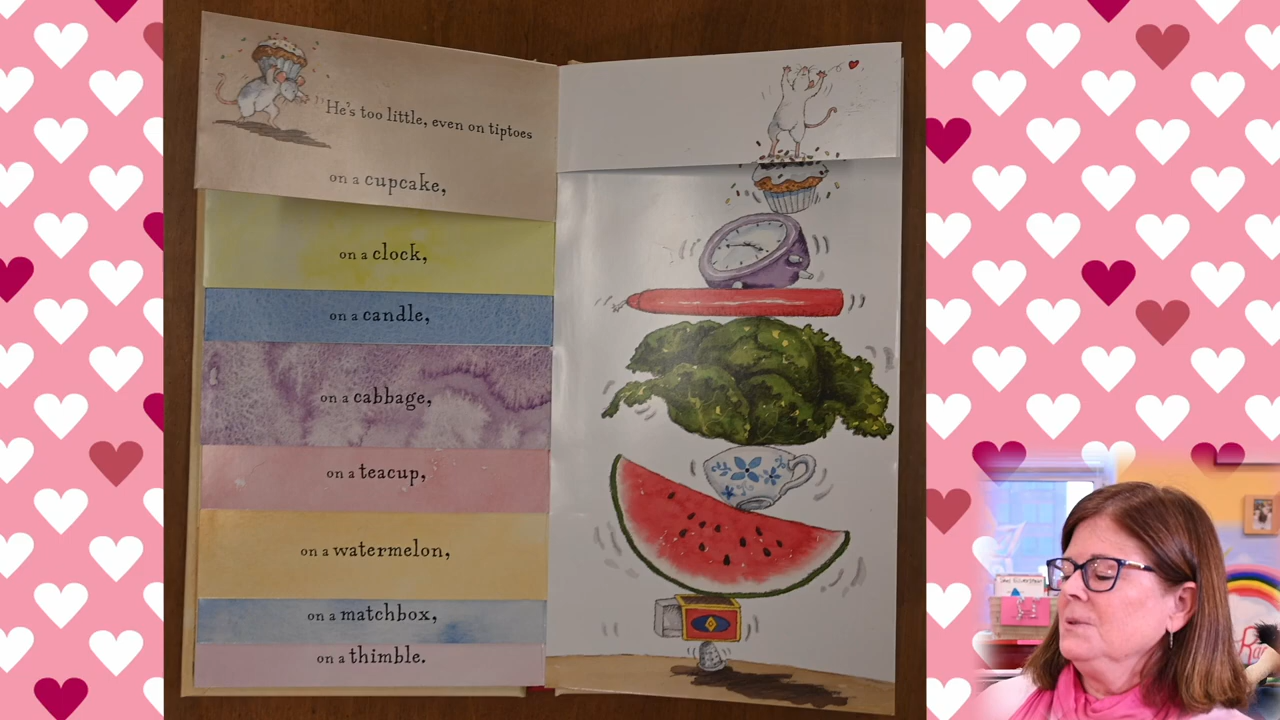 "He's too little, even on tiptoes
on a cupcake,
on a clock,
on a candle,
on a cabbage,
on a teacup,
on a watermelon,
on a matchbox,
on a thimble.